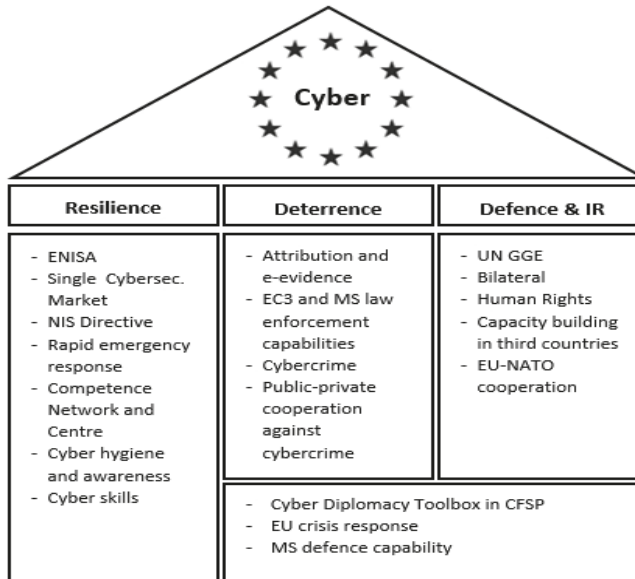 Cyber
Resilience
- ENISA
- Single Cybersec.
Market
- NIS Directive
- Rapid emergency
response
- Competence
Network and
Centre
- Cyber hygiene
and awareness
- Cyber skills
Deterrence
- Attribution and
e-evidence
- EC3 and MS law
enforcement
capabilities
- Cybercrime
- Public-private
cooperation
against
cybercrime
Defence & IR
- UN GGE
- Bilateral
- Human Rights
- Capacity building
in third countries
- EU-NATO
cooperation
- Cyber Diplomacy Toolbox in CFSP
- EU crisis response
- MS defence capability